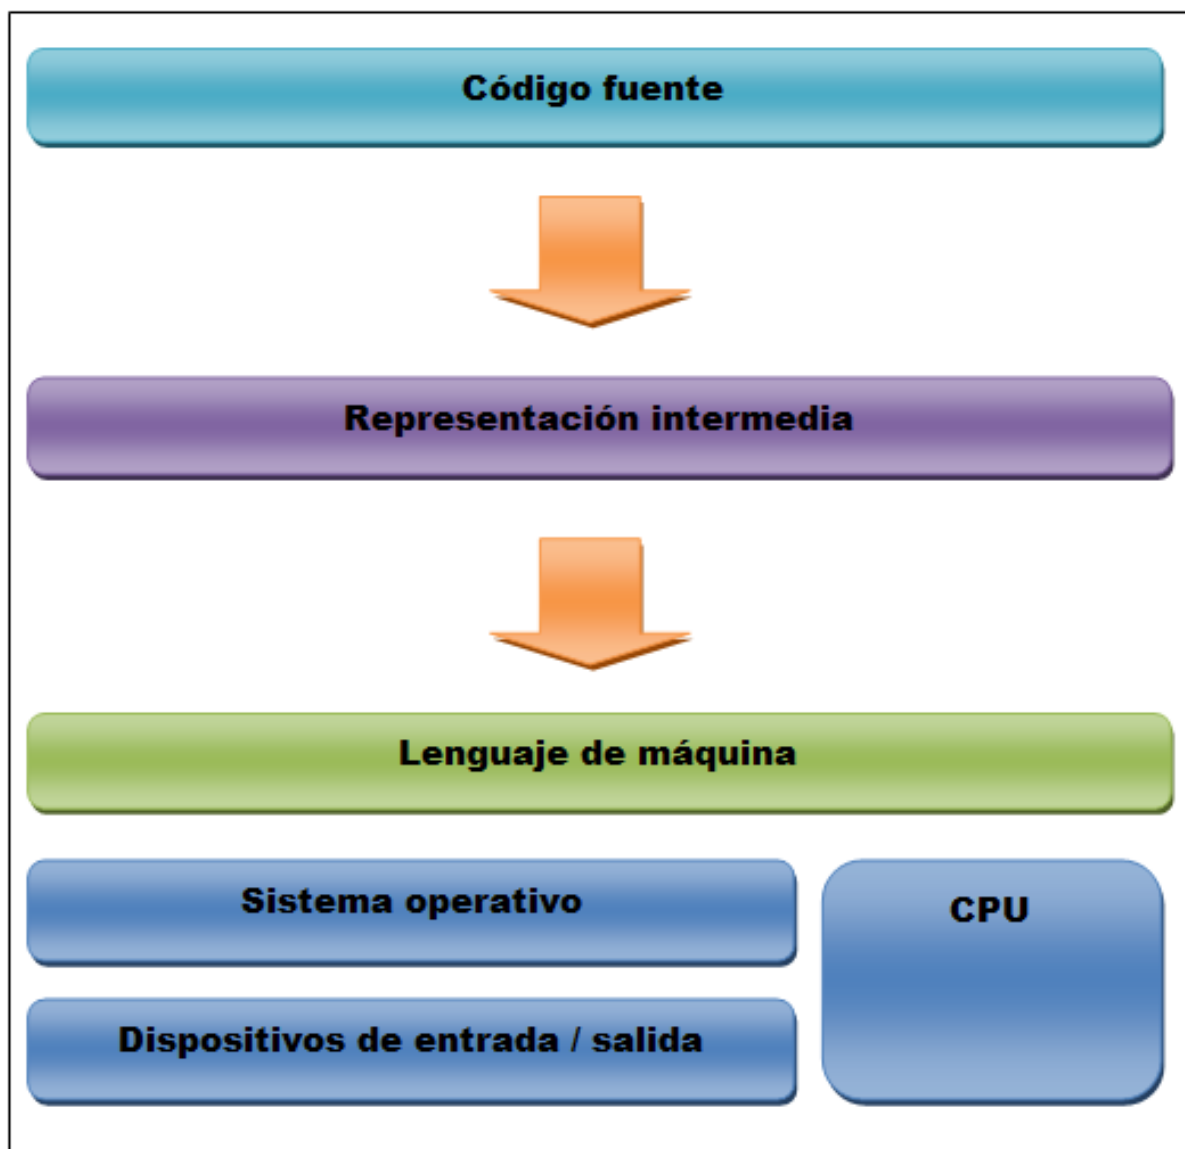 Código fuente
Representación intermedia
Lenguaje de máquina
Sistema operativo
CPU
Dispositivos de entrada / salida